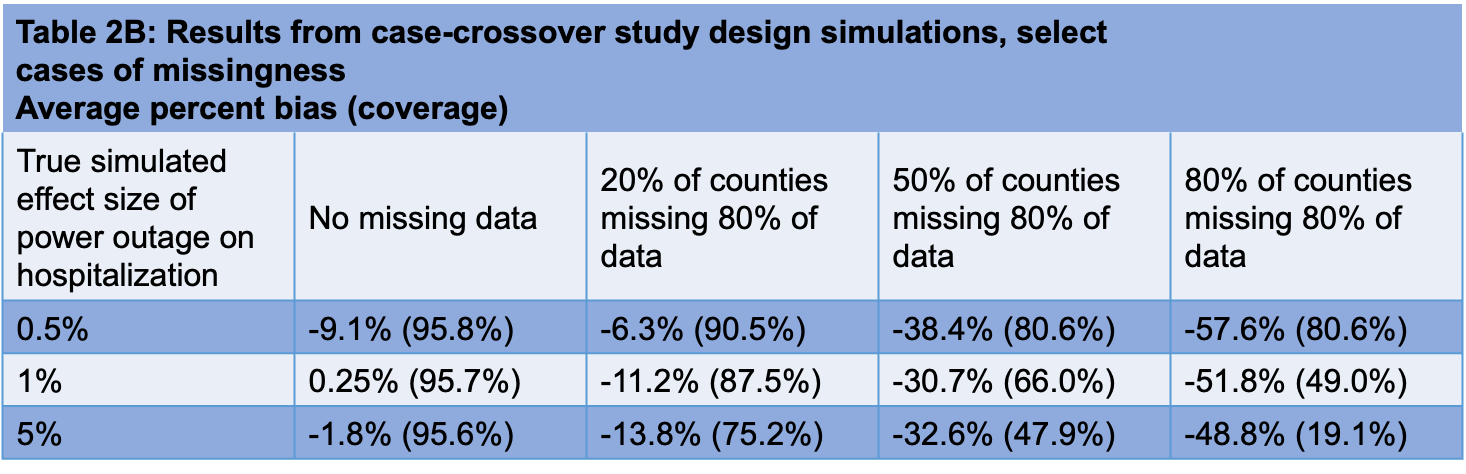 Table 2B: Results from case-crossover study design simulations, select
cases of missingness
Average percent bias (coverage)
True simulated
effect size of
power outage on
hospitalization
No missing data
20% of counties
missing 80% of
data
50% of counties
missing 80% of
data
80% of counties
missing 80% of
data
0.5% -9.1% (95.8%) -6.3% (90.5%) -38.4% (80.6%) -57.6% (80.6%)
1% 0.25% (95.7%) -11.2% (87.5%) -30.7% (66.0%) -51.8% (49.0%)
5% -1.8% (95.6%) -13.8% (75.2%) -32.6% (47.9%) -48.8% (19.1%)